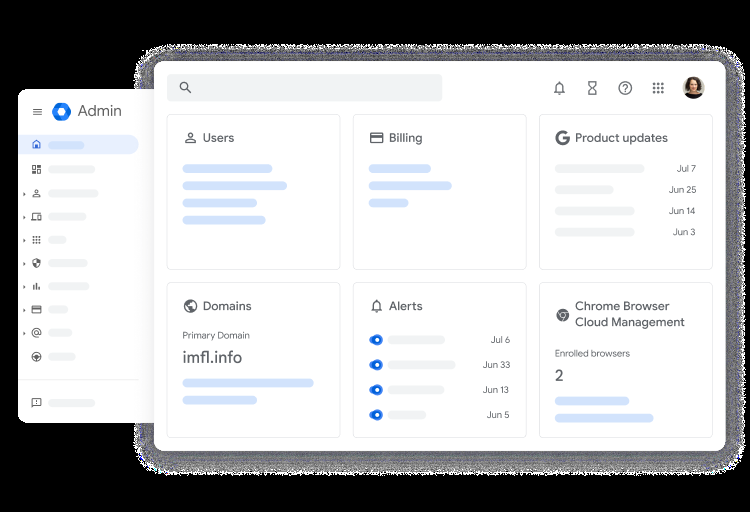 Admin
Users
Billing
Product updates
Jul 7
Jun 25
Jun 14
Jun 3
Domains
Primary Domain
imfl.info
Alerts
Jul 6
Jun 33
Jun 13
Jun 5
Chrome Browser
Cloud Management
Enrolled browsers
2